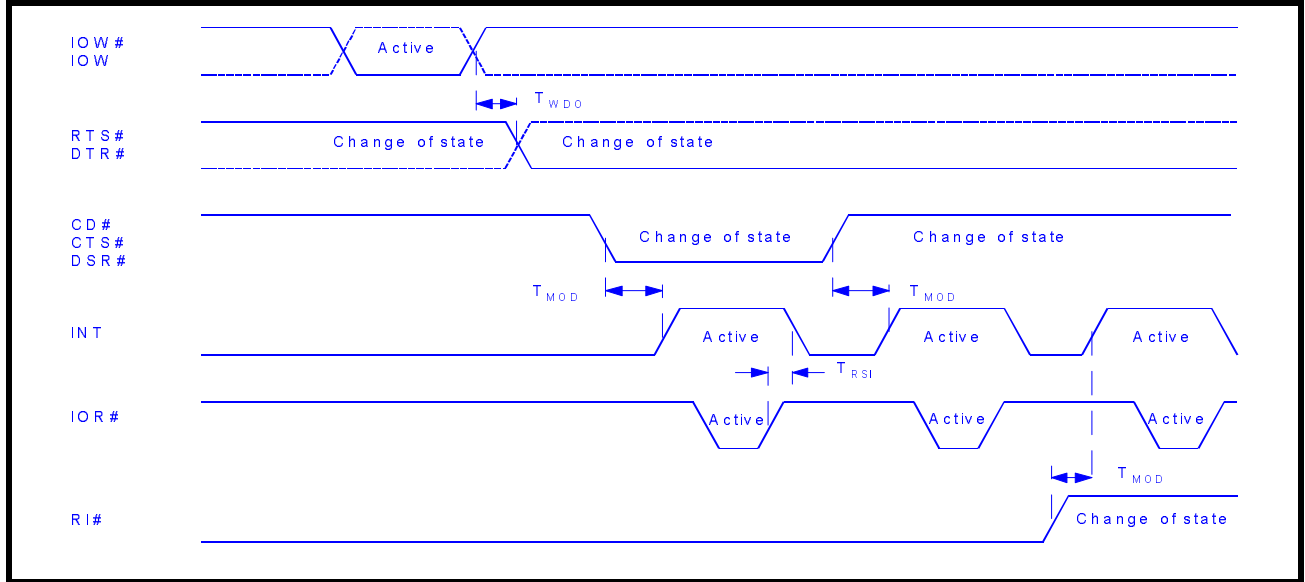 IOW#
IOW
Active
TWDO
RTS#
DTR#
Change of state
Change of state
CD#
CTS#
DSR#
Change of state
Change of state
TMOD
TMOD
INT
Active
Active
Active
TRSI
IOR#
Active
Active
Active
TMOD
RI#
Change of state